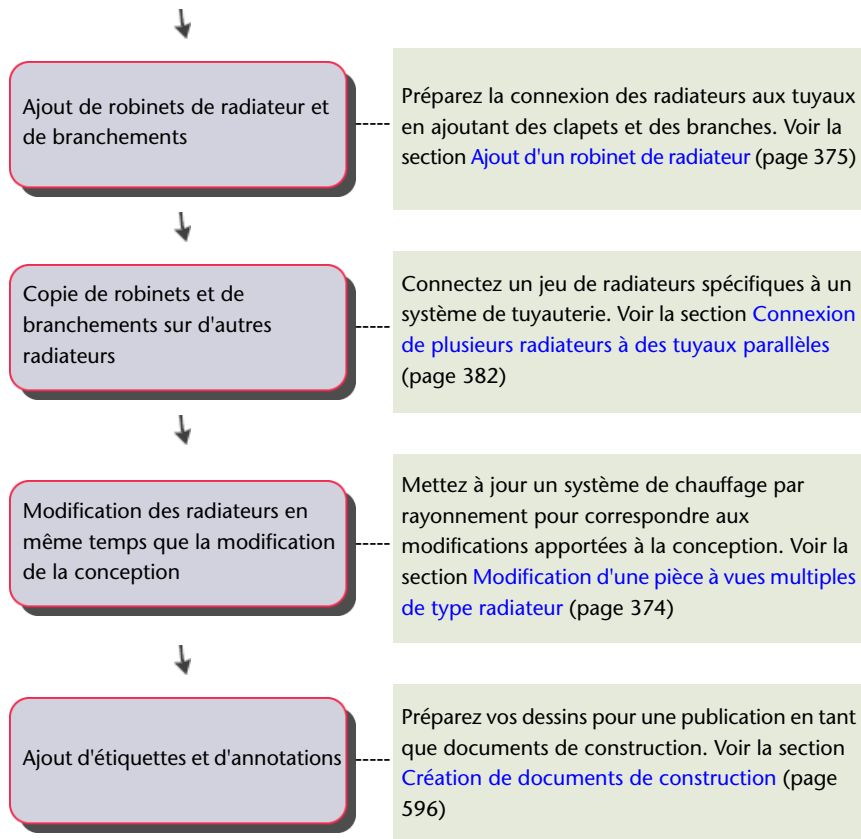 Ajout de robinets de radiateur et
de branchements
Préparez la connexion des radiateurs aux tuyaux
en ajoutant des clapets et des branches. Voir la
section Ajout d'un robinet de radiateur (page 375)
Copie de robinets et de
branchements sur d'autres
radiateurs
Connectez un jeu de radiateurs spécifiques à un
système de tuyauterie. Voir la section Connexion
de plusieurs radiateurs à des tuyaux parallèles
(page 382)
Modification des radiateurs en
même temps que la modification
de la conception
Mettez à jour un système de chauffage par
rayonnement pour correspondre aux
modifications apportées à la conception. Voir la
section Modification d'une pièce à vues multiples
de type radiateur (page 374)
Ajout d'étiquettes et d'annotations
Préparez vos dessins pour une publication en tant
que documents de construction. Voir la section
Création de documents de construction (page
596)